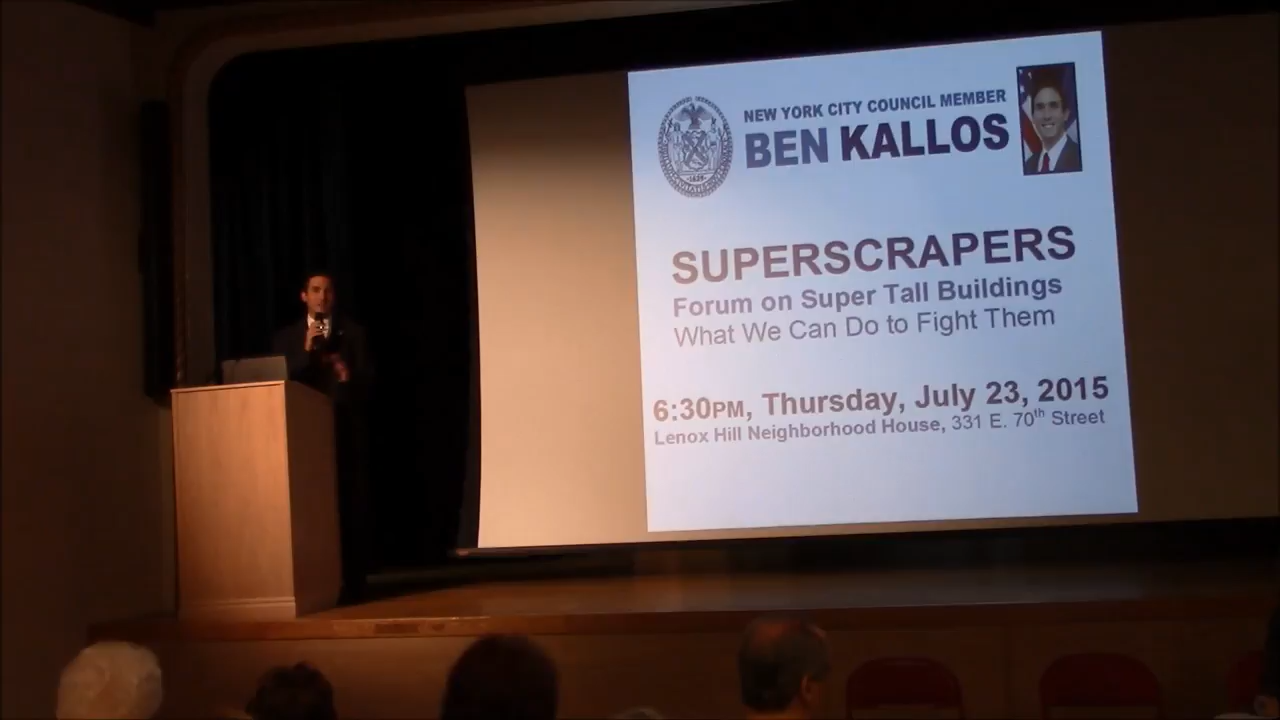 NEW YORK CITY COUNCIL MEMBER
BEN KALLOS
SUPERSCRAPERS
Forum on Super Tall Buildings
What We Can Do to Fight Them
6:30PM, Thursday, July 23, 2015
Lenox Hill Neighborhood House, 331 E. 70th Street